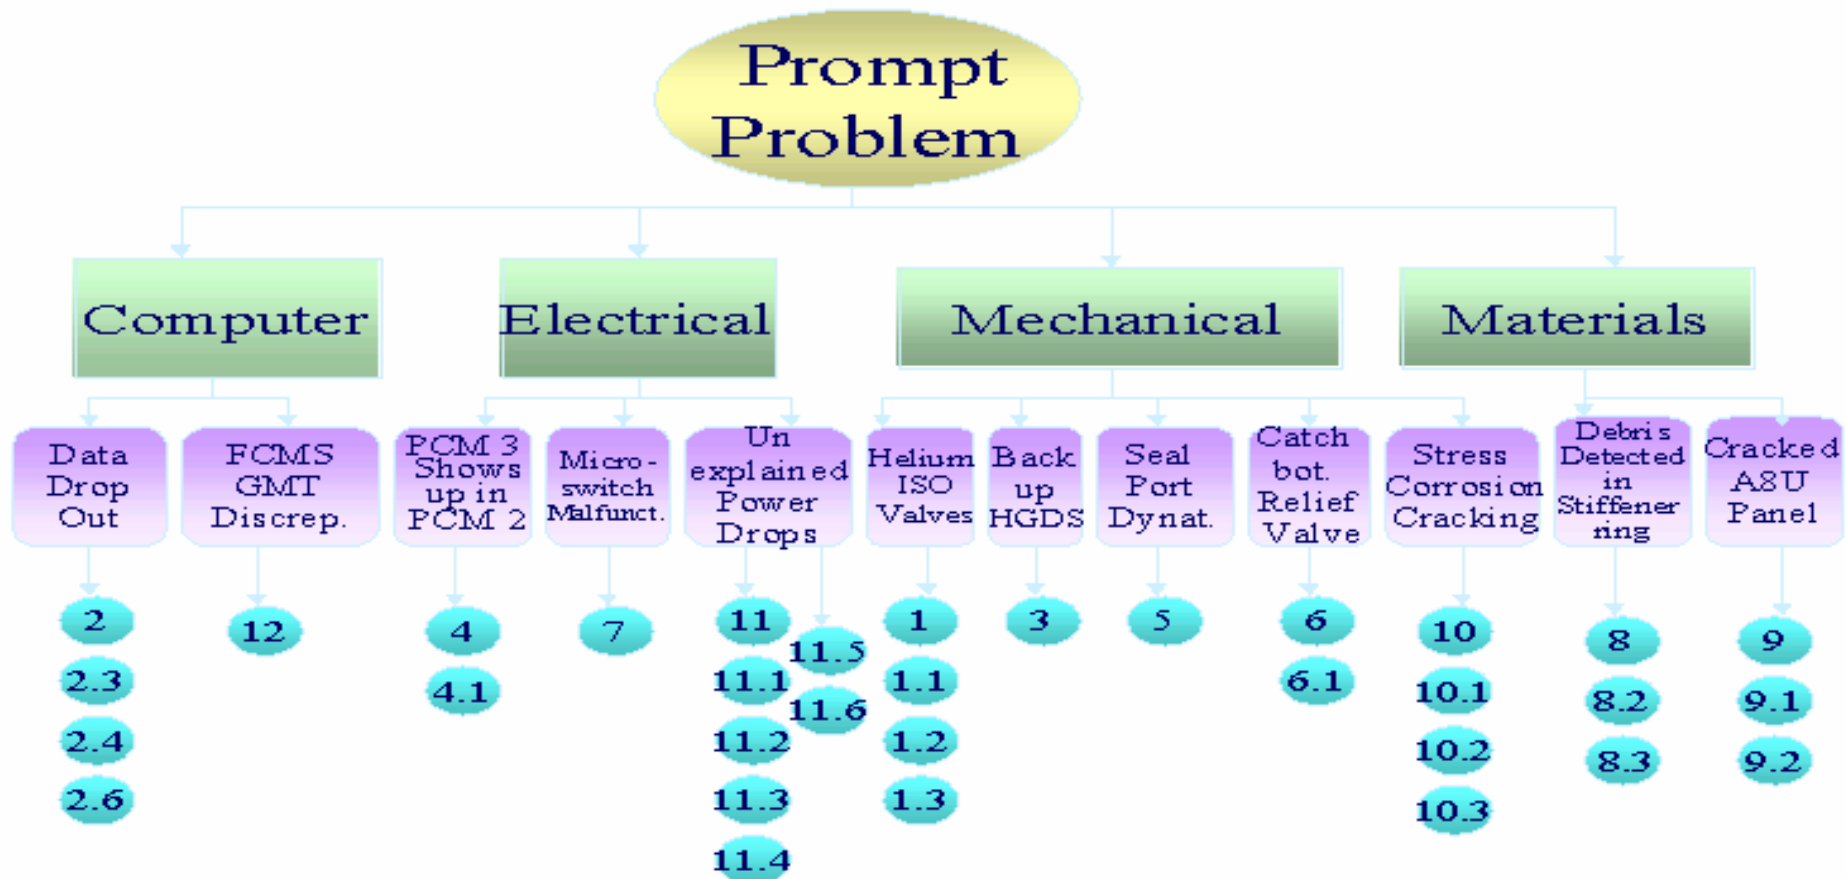 Prompt
Problem
Computer
Electrical
Mechanical
Materials
Data
Drop
Out
FCMS
GMT
Discrep.
PCM 3
Shows
up in
PCM 2
Micro-
switch
Malfunct.
Un
explained
Power
Drops
Helium
ISO
Valves
Back
up
HGDS
Seal
Port
Dynat.
Catch
bot.
Relief
Valve
Stress
Corrosion
Cracking
Debris
Detected
in
Stiffener
ring
Cracked
A8U
Panel
2
2.3
2.4
2.6
12
4
4.1
7
11
11.1
11.2
11.3
11.4
11.5
11.6
1
1.1
1.2
1.3
3
5
6
6.1
10
10.1
10.2
10.3
8
8.2
8.3
9
9.1
9.2